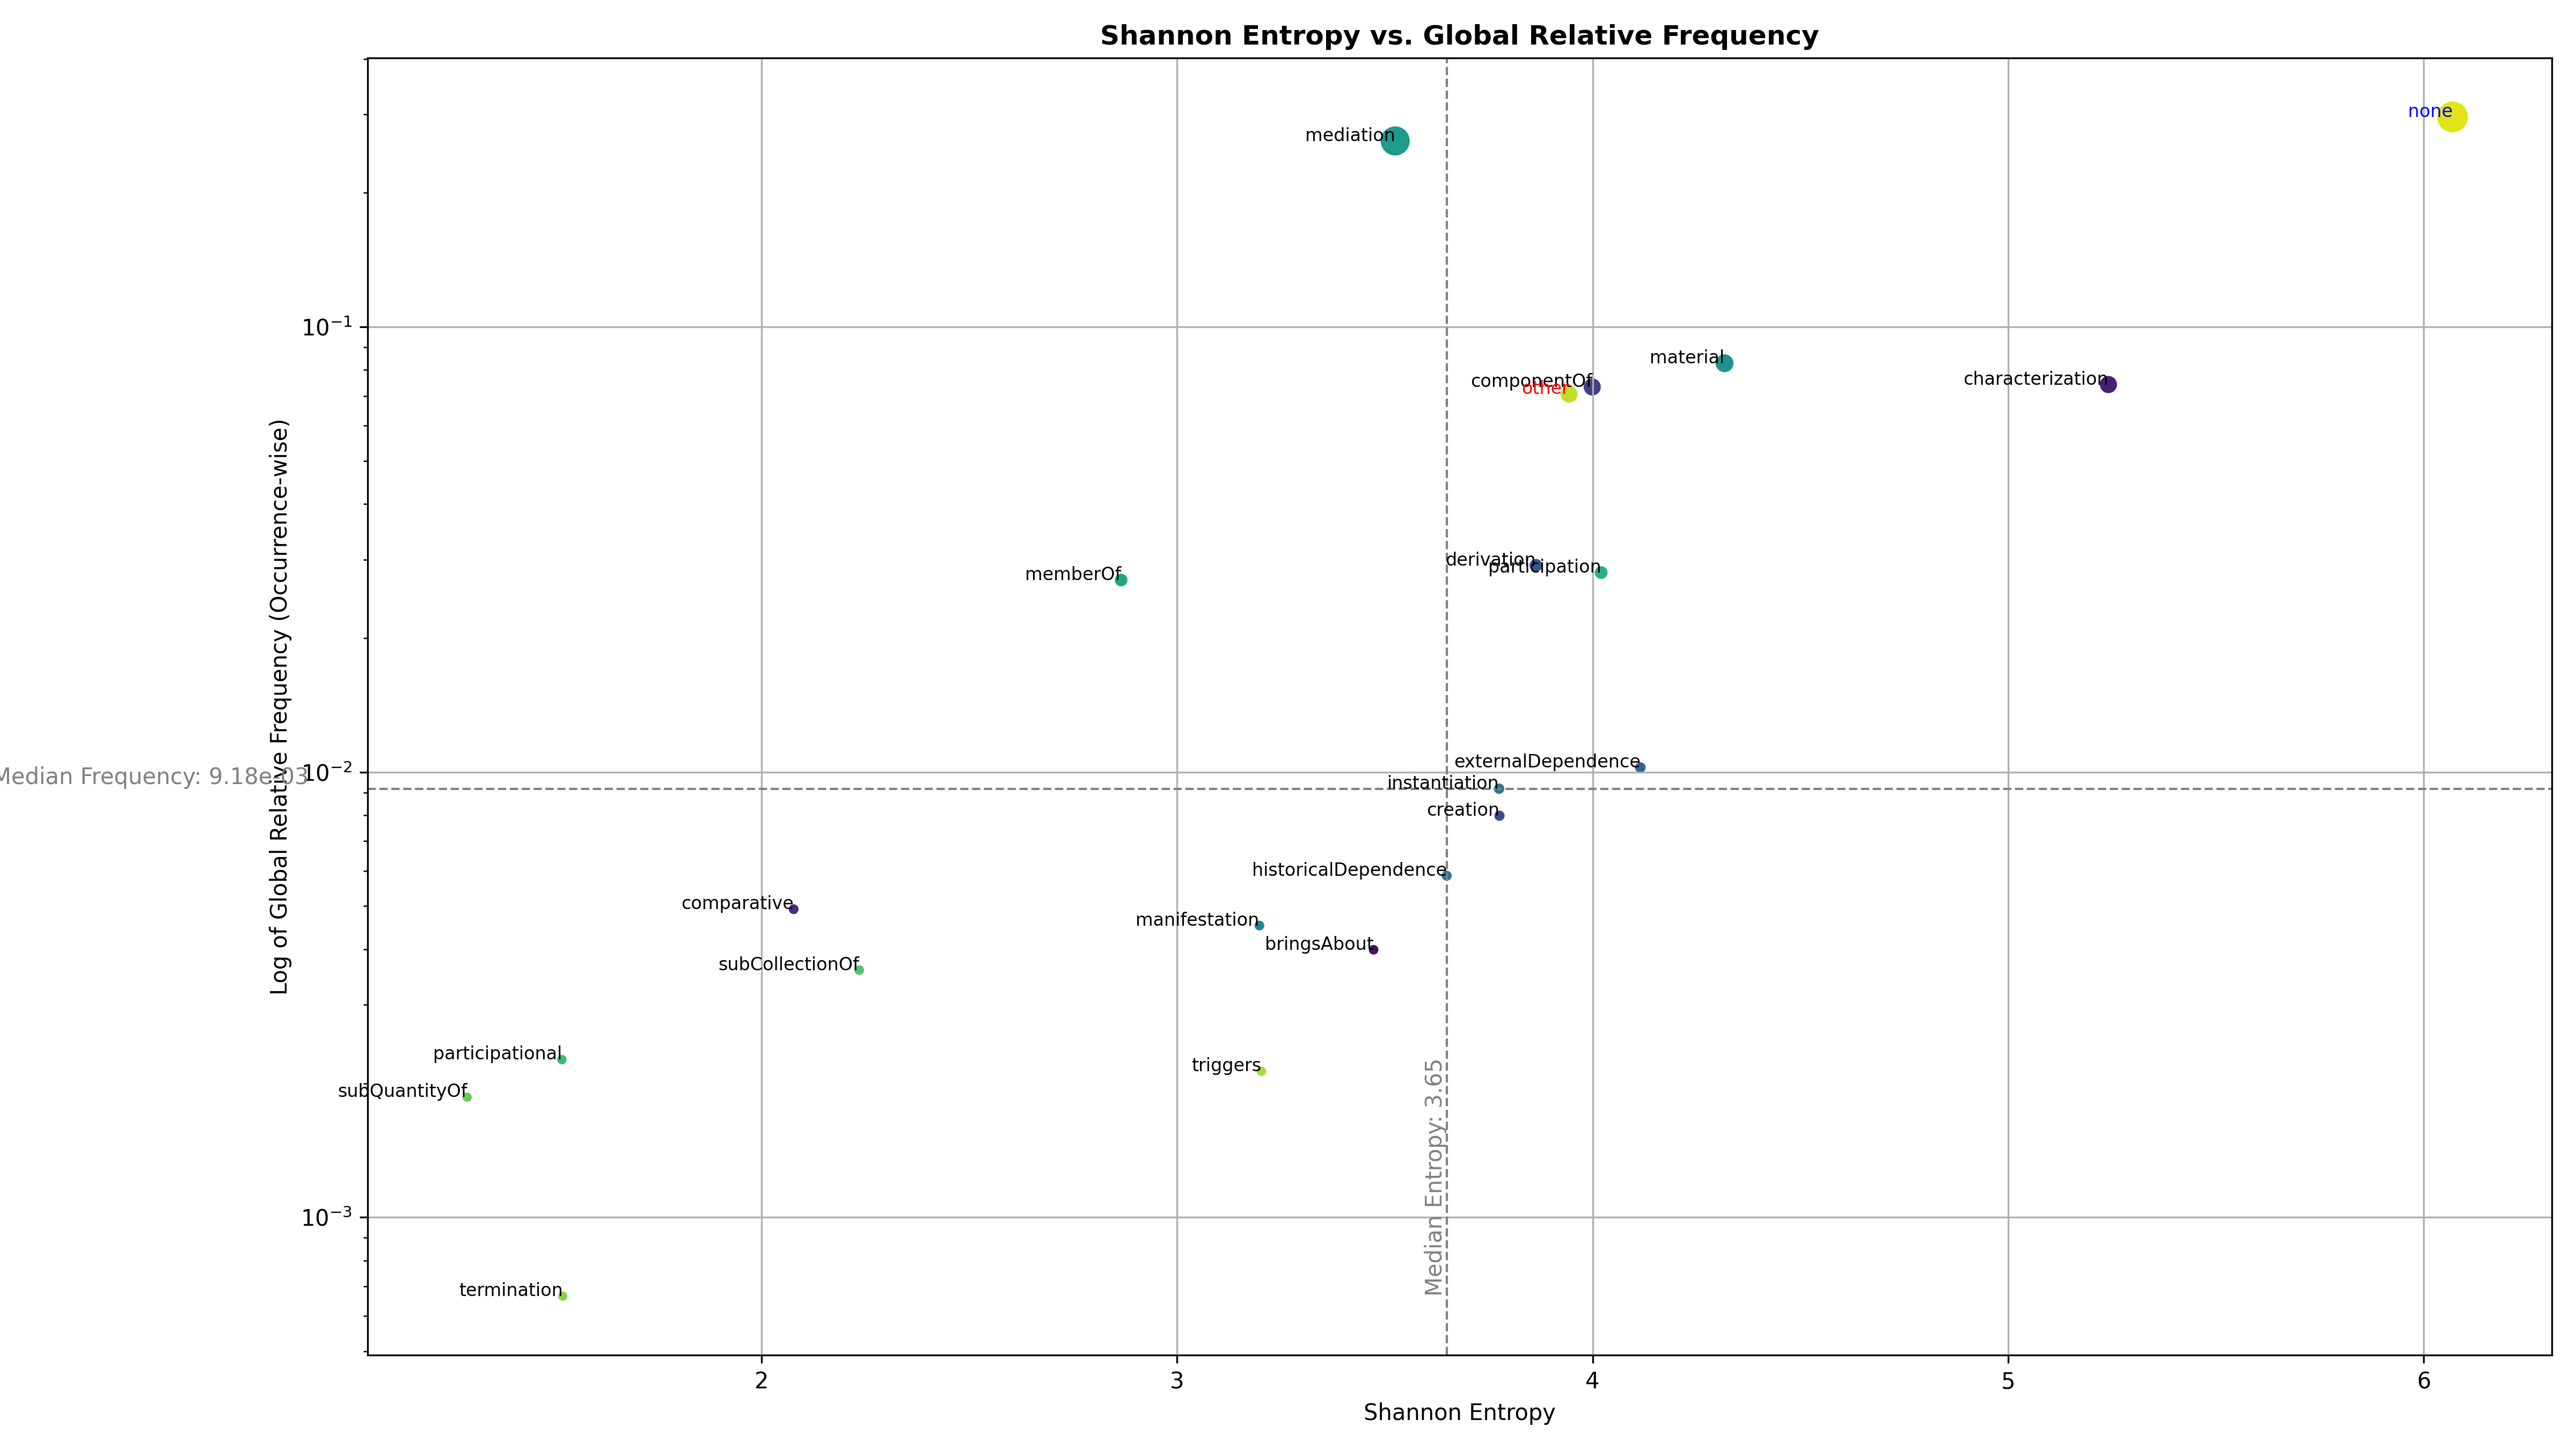 Shannon Entropy vs. Global Relative Frequency
none
mediation
10⁻¹
material
componentOf
characterization
other
derivation
participation
memberOf
Log of Global Relative Frequency (Occurrence-wise)
externalDependence
Median Frequency: 9.18e-03
10⁻²
instantiation
creation
historicalDependence
comparative
manifestation
bringsAbout
subCollectionOf
participational
triggers
subQuantityOf
Median Entropy: 3.65
10⁻³
termination
2 3 4 5 6
Shannon Entropy